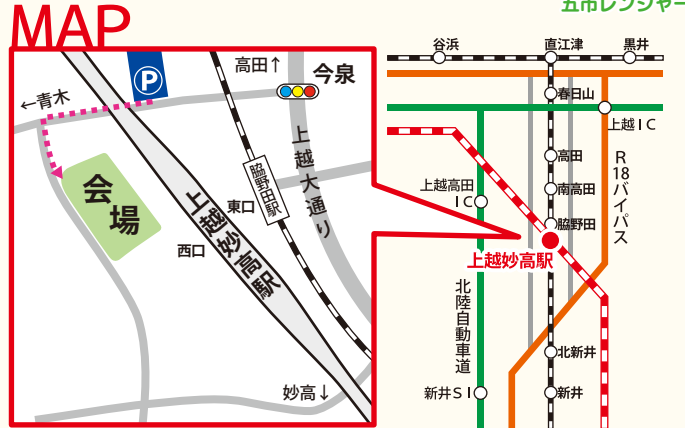 五市レンジャー
MAP
P
←青木
高田↑
今泉
会場
東口
西口
脇野田駅
上越大通り
上越妙高駅
妙高↓
谷浜
直江津
黒井
春日山
上越IC
高田
南高田
上越高田
IC
脇野田
R18バイパス
上越妙高駅
北陸自動車道
北新井
新井SI
新井